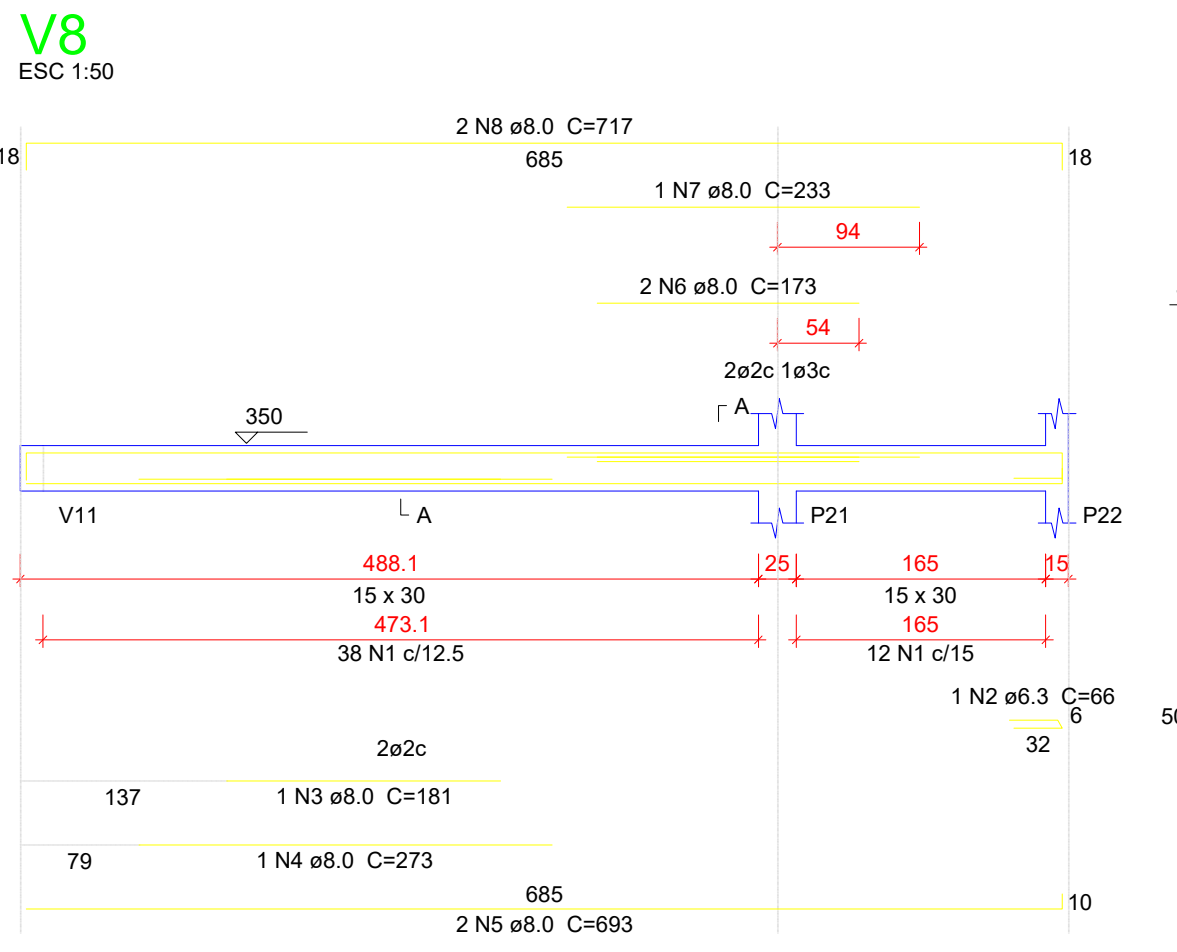 V8
ESC 1:50
2 N8 ø8.0 C=717
18
685
18
1 N7 ø8.0 C=233
94
2 N6 ø8.0 C=173
54
2ø2c 1ø3c
350
A
V11
A
P21
P22
488.1
25
165
15
15 x 30
15 x 30
473.1
165
38 N1 c/12.5
12 N1 c/15
1 N2 ø6.3 C=66
6
50
32
2ø2c
137
1 N3 ø8.0 C=181
79
1 N4 ø8.0 C=273
685
10
2 N5 ø8.0 C=693